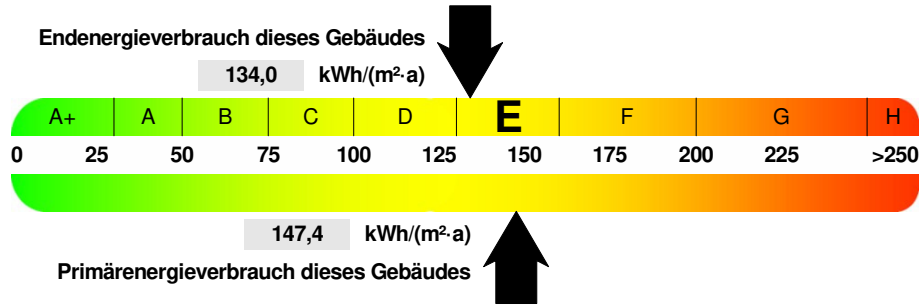 Endenergieverbrauch dieses Gebäudes
134,0 kWh/(m²·a)
A+ A B C D E F G H
0 25 50 75 100 125 150 175 200 225 >250
147,4 kWh/(m²·a)
Primärenergieverbrauch dieses Gebäudes